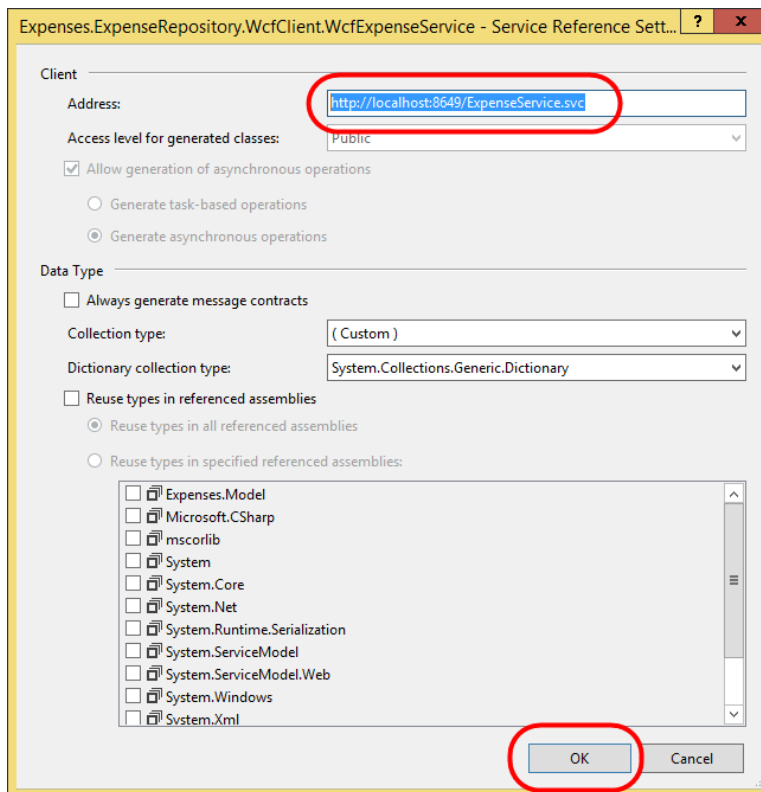 Expenses.ExpenseRepository.WcfClient.WcfExpenseService - Service Reference Sett...
?
x
Client
Address:
http://localhost:8649/ExpenseService.svc
Access level for generated classes:
Public
Allow generation of asynchronous operations
Generate task-based operations
Generate asynchronous operations
Data Type
Always generate message contracts
Collection type:
( Custom )
Dictionary collection type:
System.Collections.Generic.Dictionary
Reuse types in referenced assemblies
Reuse types in all referenced assemblies
Reuse types in specified referenced assemblies:
Expenses.Model
Microsoft.CSharp
mscorlib
System
System.Core
System.Net
System.Runtime.Serialization
System.ServiceModel
System.ServiceModel.Web
System.Windows
System.Xml
OK
Cancel